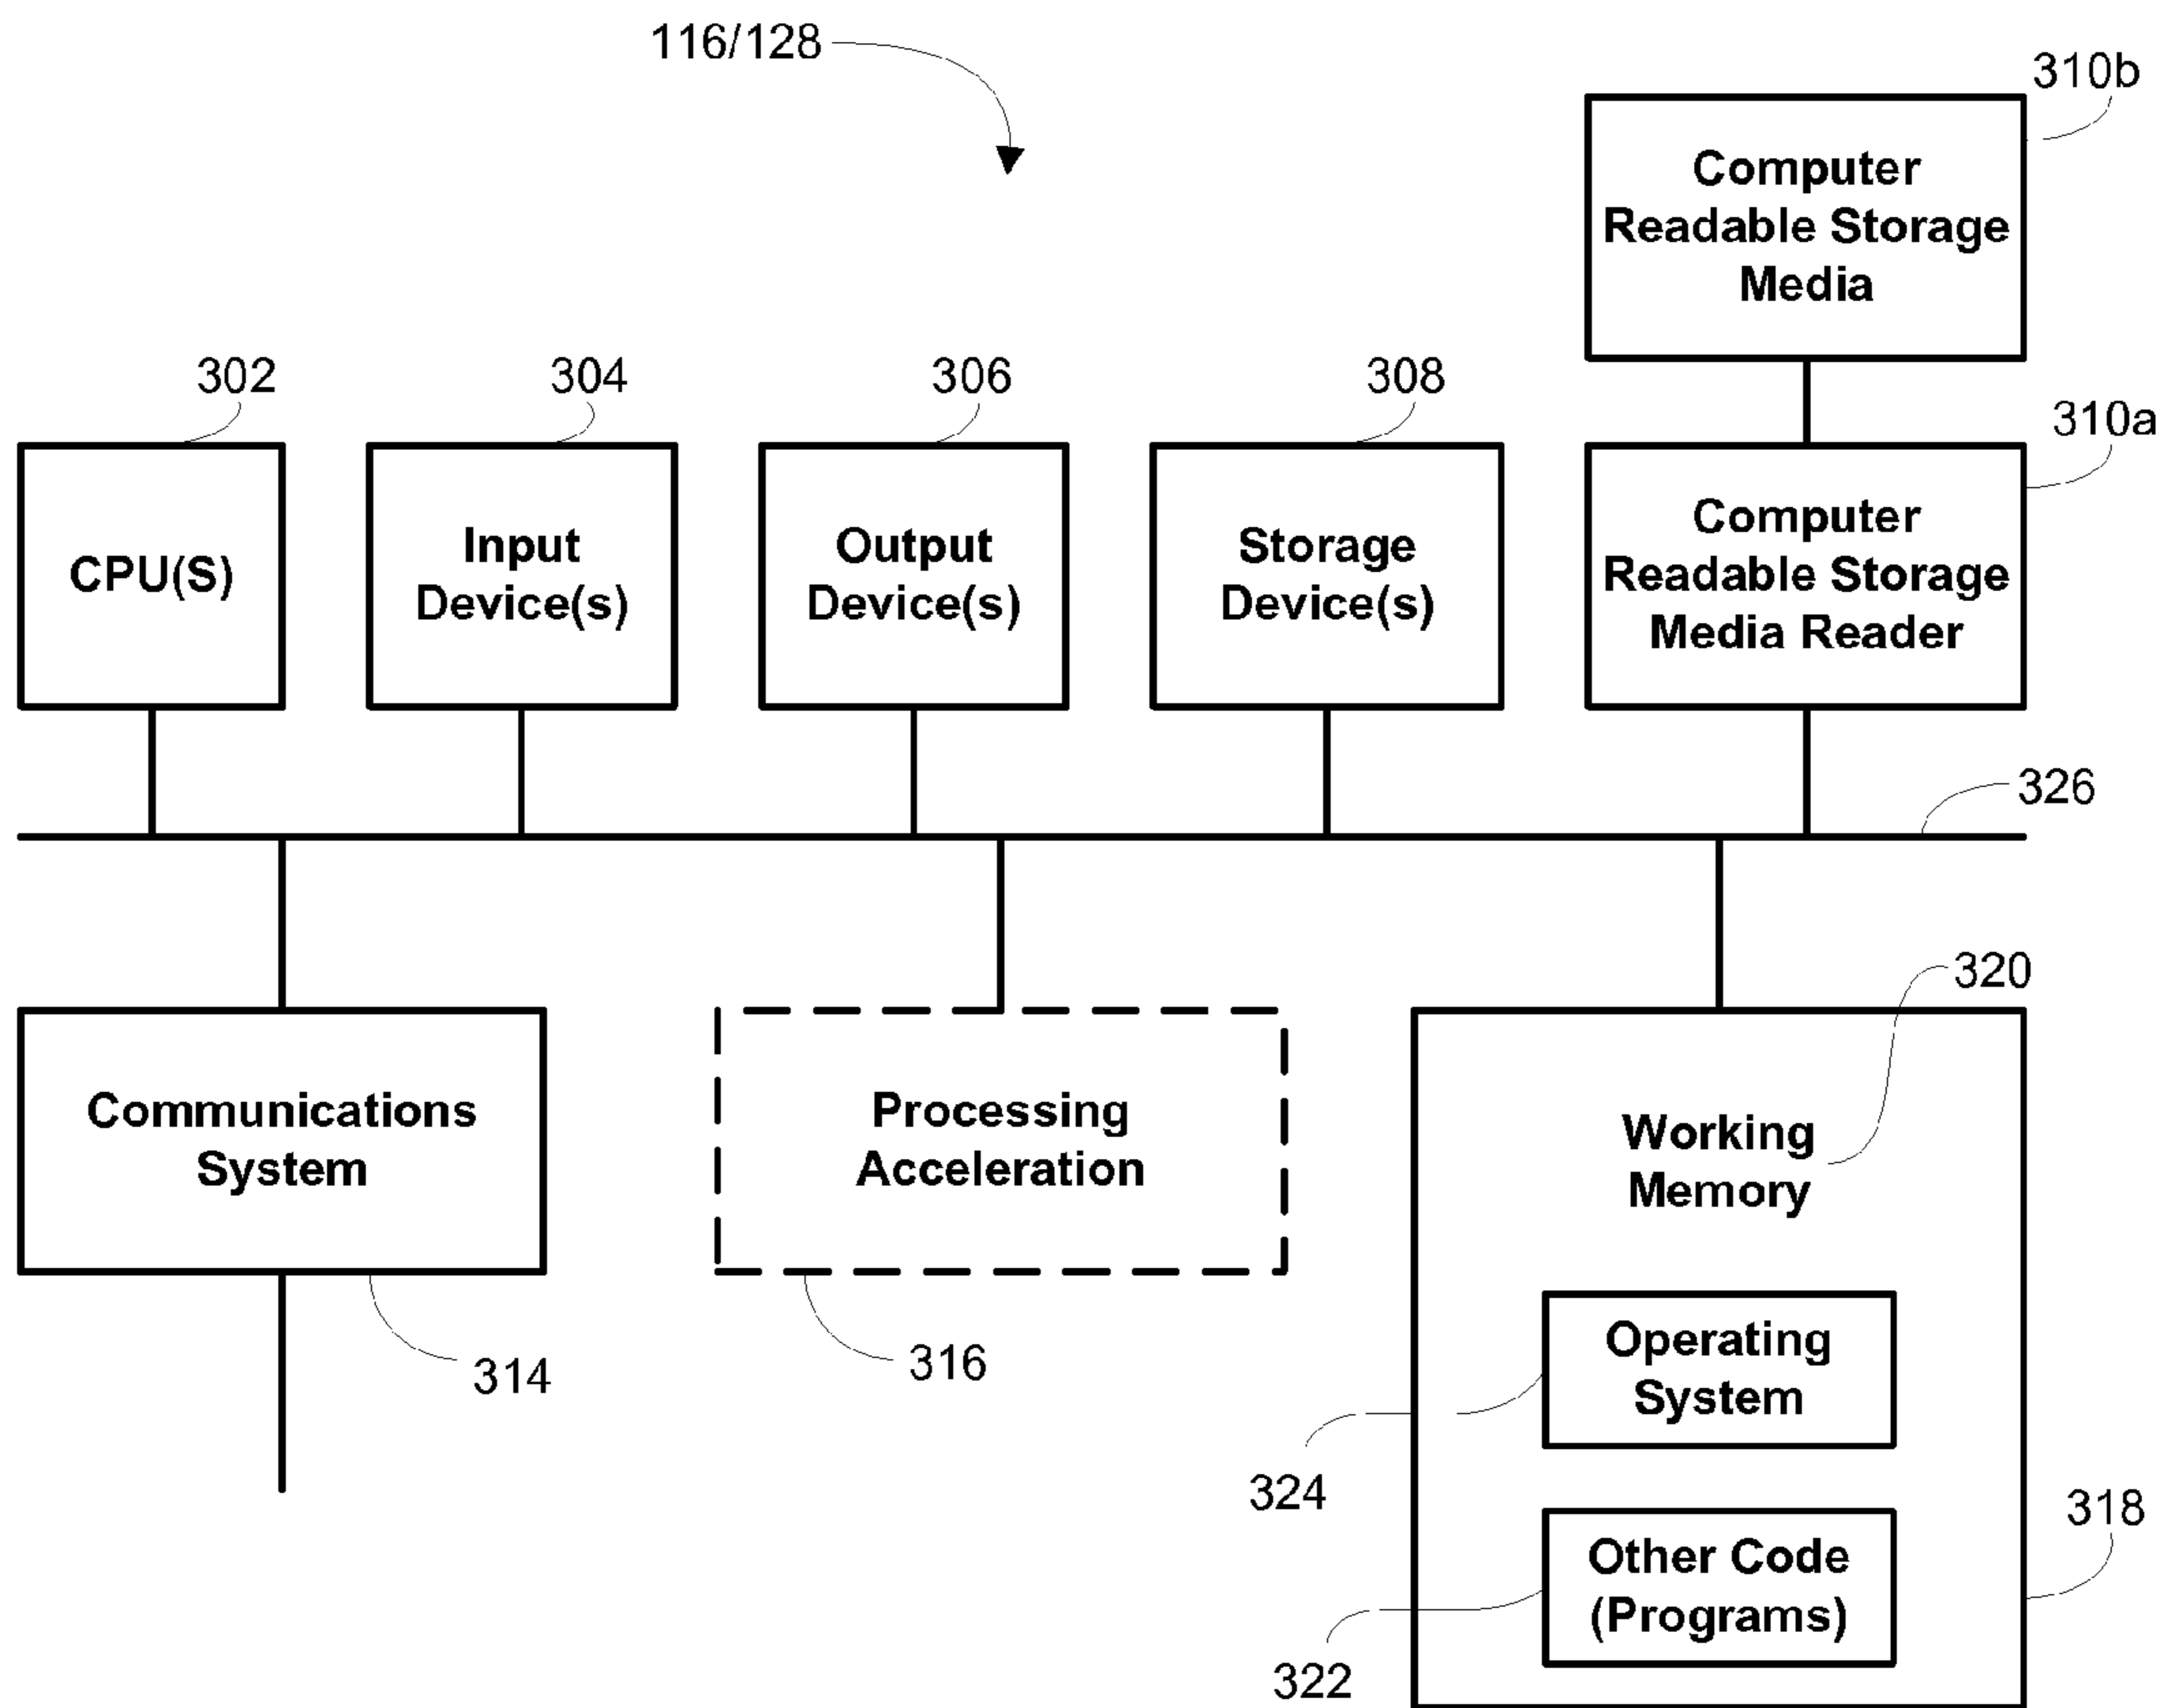 116/128
310b
Computer
Readable Storage
Media
302
304
306
308
310a
CPU(S)
Input
Device(s)
Output
Device(s)
Storage
Device(s)
Computer
Readable Storage
Media Reader
326
320
Communications
System
Processing
Acceleration
Working
Memory
314
316
Operating
System
324
318
Other Code
(Programs)
322